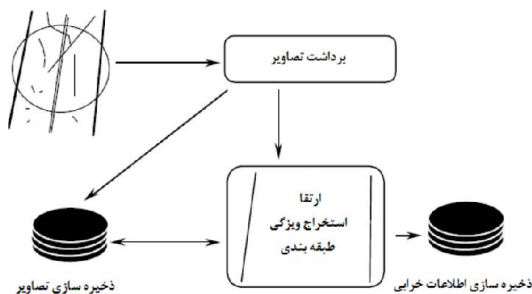 برداشت تصاویر
ارتقا
استخراج ویژگی
طبقه بندی
ذخیره سازی تصاویر
ذخیره سازی اطلاعات خرابی